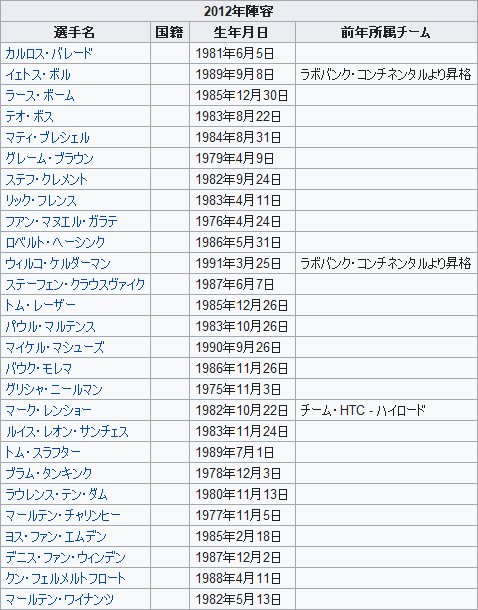 2012年陣容
選手名 国籍 生年月日 前年所属チーム
カルロス・バレード 1981年6月5日
イェトス・ボル 1989年9月8日 ラボバンク・コンチネンタルより昇格
ラース・ボーム 1985年12月30日
テオ・ボス 1983年8月22日
マティ・ブレシェル 1984年8月31日
グレーム・ブラウン 1979年4月9日
ステフ・クレメント 1982年9月24日
リック・フレンス 1983年4月11日
フアン・マヌエル・ガラテ 1976年4月24日
ロベルト・ヘーシンク 1986年5月31日
ウィルコ・ケルダーマン 1991年3月25日 ラボバンク・コンチネンタルより昇格
ステーフェン・クラウスヴァイク 1987年6月7日
トム・レーザー 1985年12月26日
パウル・マルテンス 1983年10月26日
マイケル・マシューズ 1990年9月26日
バウク・モレマ 1986年11月26日
グリシャ・ニールマン 1975年11月3日
マーク・レンショー 1982年10月22日 チーム・HTC - ハイロード
ルイス・レオン・サンチェス 1983年11月24日
トム・スラフター 1989年7月1日
ブラム・タンキンク 1978年12月3日
ラウレンス・テン・ダム 1980年11月13日
マールテン・チャリンヒー 1977年11月5日
ヨス・ファン・エムデン 1985年2月18日
デニス・ファン・ウィンデン 1987年12月2日
クン・フェルメルトフロート 1988年4月11日
マールテン・ワイナンツ 1982年5月13日